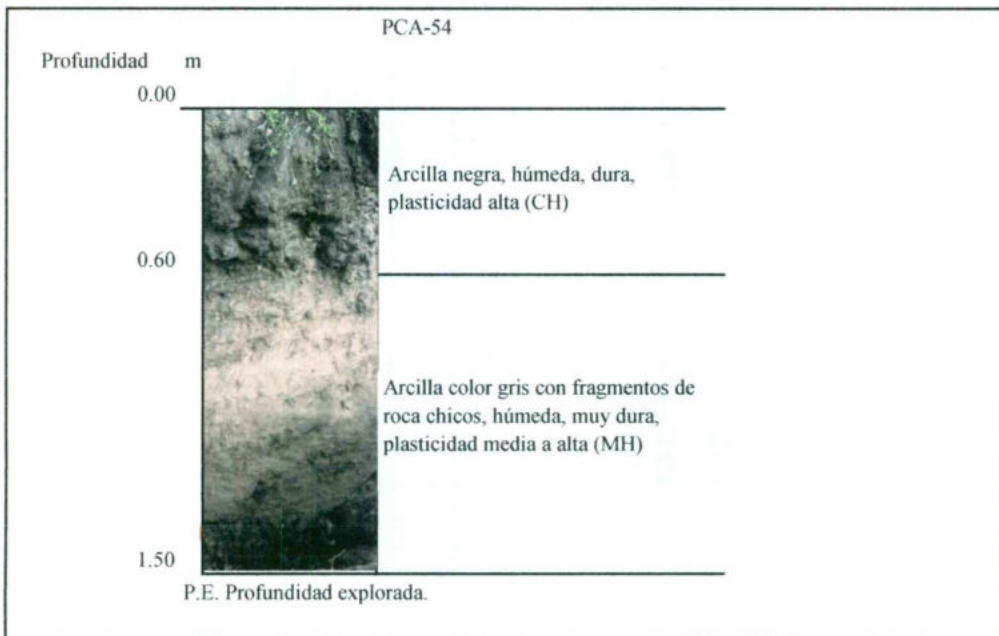 PCA-54
Profundidad m
0.00
Arcilla negra, húmeda, dura,
plasticidad alta (CH)
0.60
Arcilla color gris con fragmentos de
roca chicos, húmeda, muy dura,
plasticidad media a alta (MH)
1.50
P.E. Profundidad explorada.